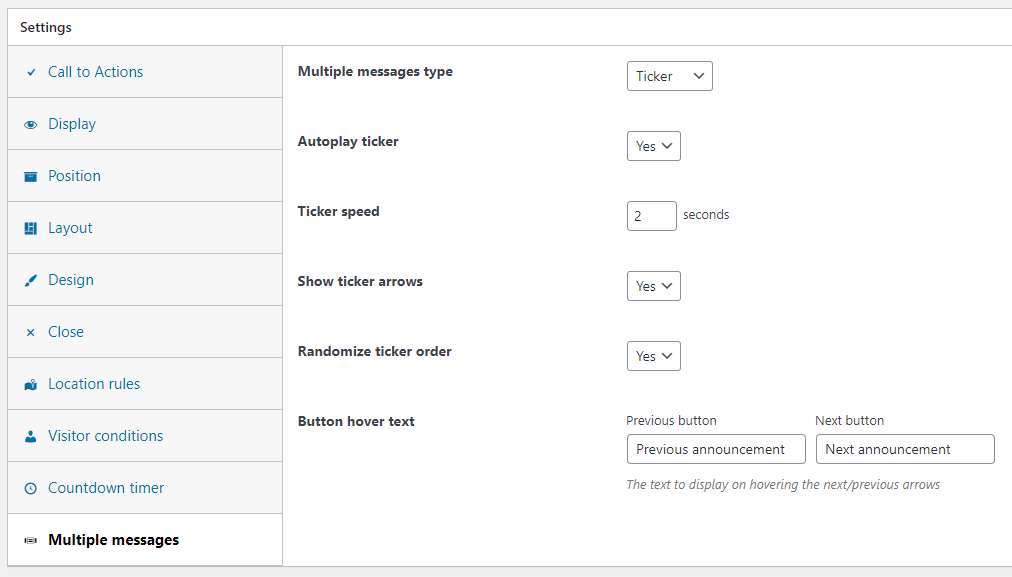 Settings
Call to Actions
Display
Position
Layout
Design
Close
Location rules
Visitor conditions
Countdown timer
Multiple messages
Multiple messages type
Ticker
Autoplay ticker
Yes
Ticker speed
2 seconds
Show ticker arrows
Yes
Randomize ticker order
Yes
Button hover text
Previous button Next button
Previous announcement Next announcement
The text to display on hovering the next/previous arrows